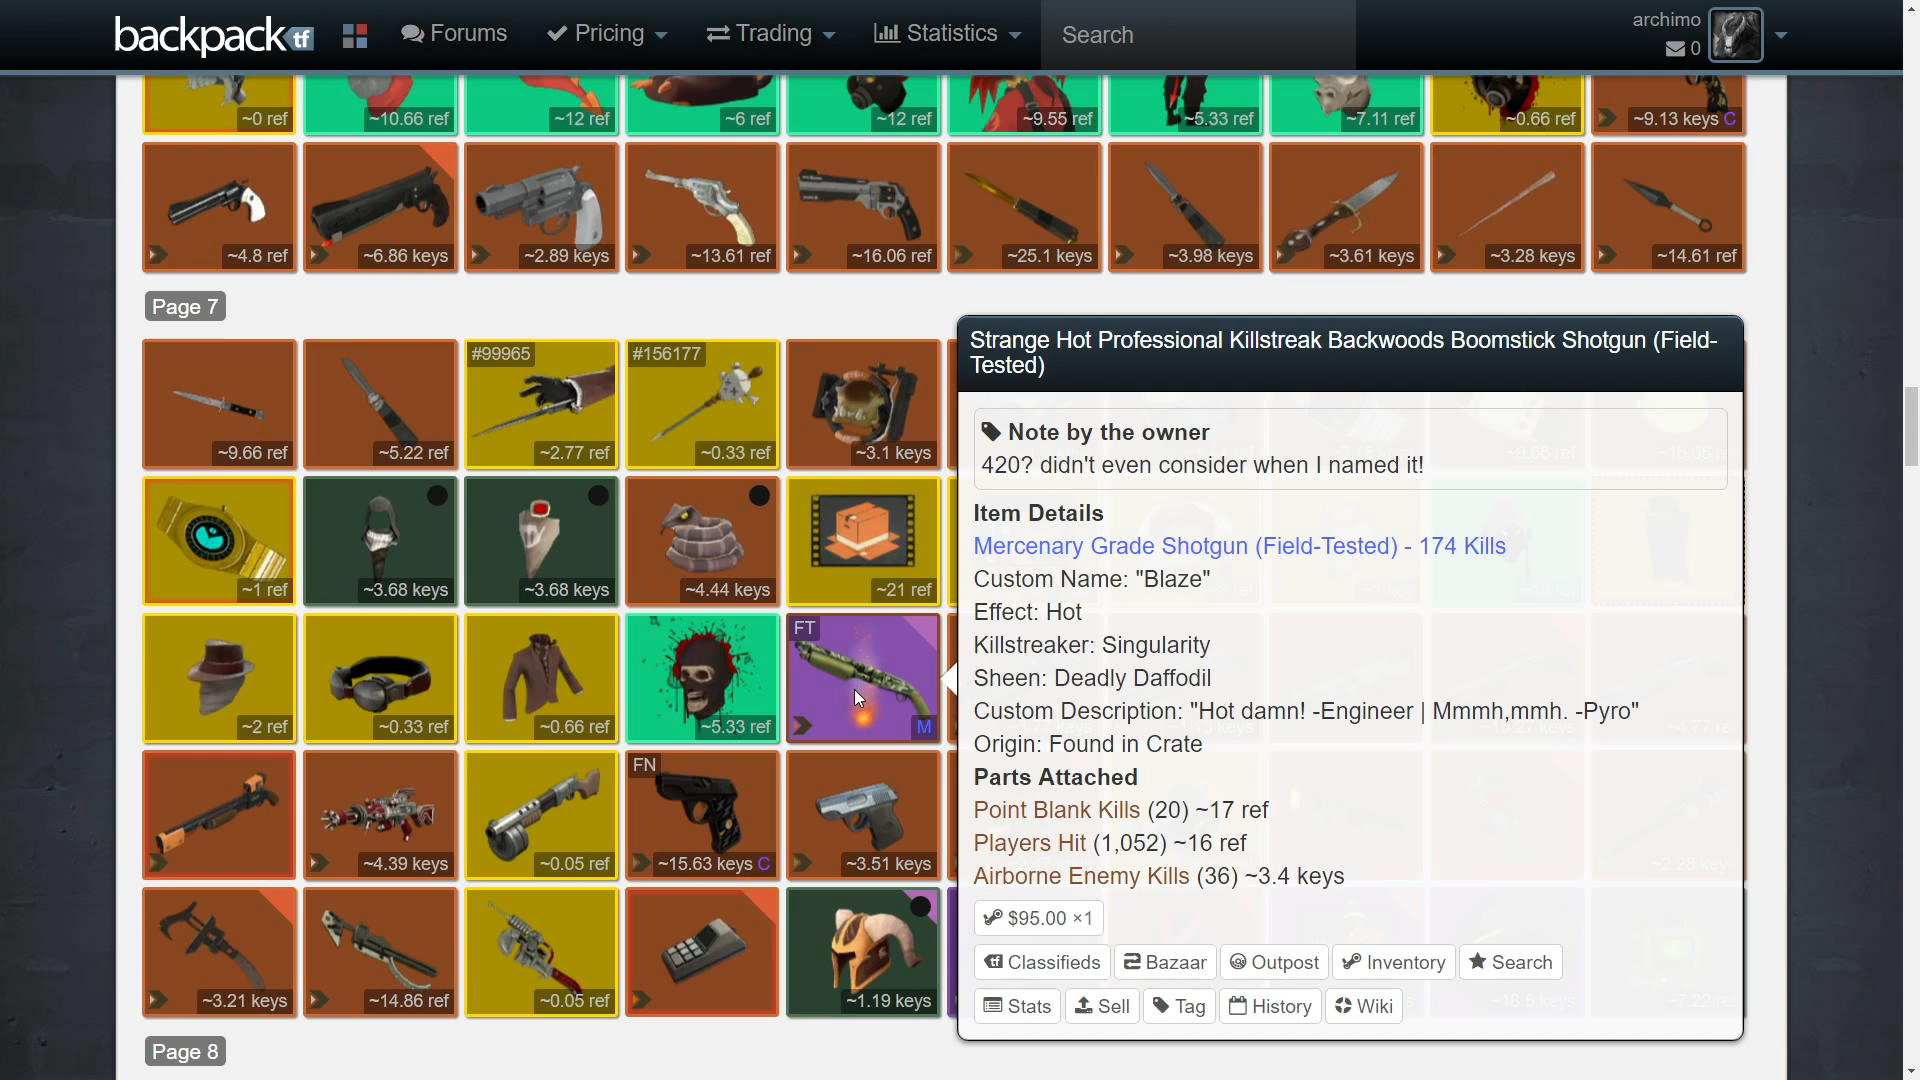 backpack tf
Forums
Pricing
Trading
Statistics
Search
archimo
0
~0 ref
~10.66 ref
~12 ref
~6 ref
~12 ref
~9.55 ref
~5.33 ref
~7.11 ref
~0.66 ref
~9.13 keys C
~4.8 ref
~6.86 keys
~2.89 keys
~13.61 ref
~16.06 ref
~25.1 keys
~3.98 keys
~3.61 keys
~3.28 keys
~14.61 ref
Page 7
~9.66 ref
~5.22 ref
#99965
~2.77 ref
#156177
~0.33 ref
~3.1 keys
~1 ref
~3.68 keys
~3.68 keys
~4.44 keys
~21 ref
~2 ref
~0.33 ref
~0.66 ref
~5.33 ref
FT
M
~4.39 keys
~0.05 ref
FN
~15.63 keys C
~3.51 keys
~3.21 keys
~14.86 ref
~0.05 ref
~1.19 keys
Page 8
Strange Hot Professional Killstreak Backwoods Boomstick Shotgun (Field-
Tested)
Note by the owner
420? didn't even consider when I named it!
Item Details
Mercenary Grade Shotgun (Field-Tested) - 174 Kills
Custom Name: "Blaze"
Effect: Hot
Killstreaker: Singularity
Sheen: Deadly Daffodil
Custom Description: "Hot damn! -Engineer | Mmmh,mmh. -Pyro"
Origin: Found in Crate
Parts Attached
Point Blank Kills (20) ~17 ref
Players Hit (1,052) ~16 ref
Airborne Enemy Kills (36) ~3.4 keys
$95.00 ×1
Classifieds
Bazaar
Outpost
Inventory
Search
Stats
Sell
Tag
History
Wiki